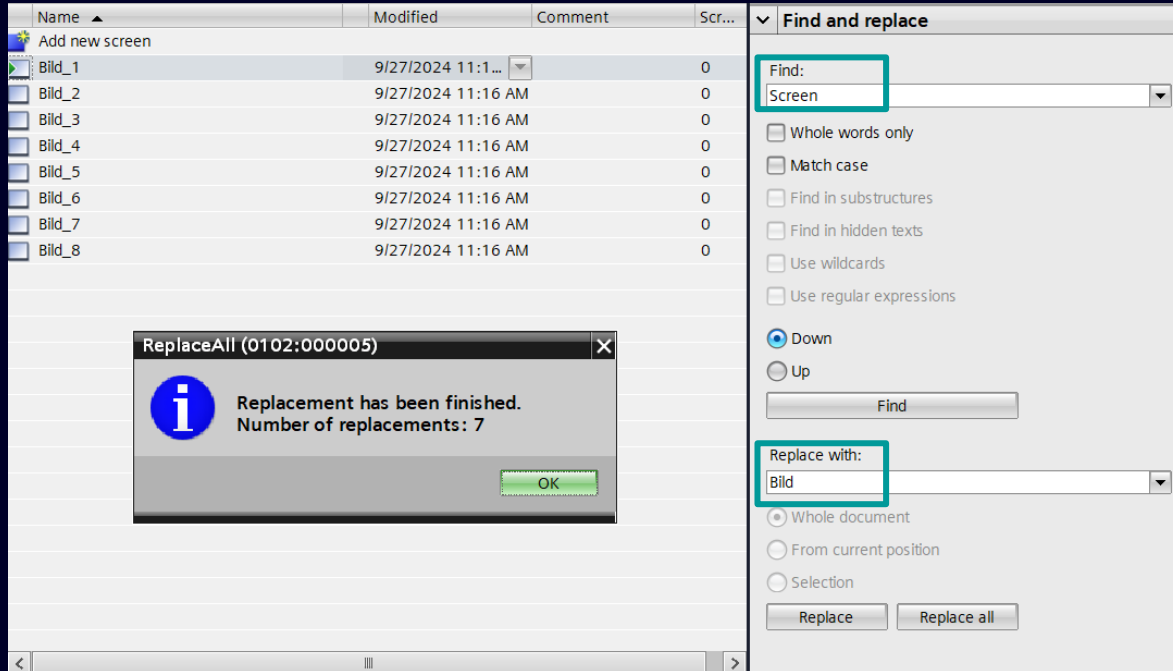 Name Modified Comment Scr...
Add new screen
Bild_1 9/27/2024 11:1... 0
Bild_2 9/27/2024 11:16 AM 0
Bild_3 9/27/2024 11:16 AM 0
Bild_4 9/27/2024 11:16 AM 0
Bild_5 9/27/2024 11:16 AM 0
Bild_6 9/27/2024 11:16 AM 0
Bild_7 9/27/2024 11:16 AM 0
Bild_8 9/27/2024 11:16 AM 0
ReplaceAll (0102:000005)
Replacement has been finished.
Number of replacements: 7
OK
Find and replace
Find:
Screen
Whole words only
Match case
Find in substructures
Find in hidden texts
Use wildcards
Use regular expressions
Down
Up
Find
Replace with:
Bild
Whole document
From current position
Selection
Replace Replace all